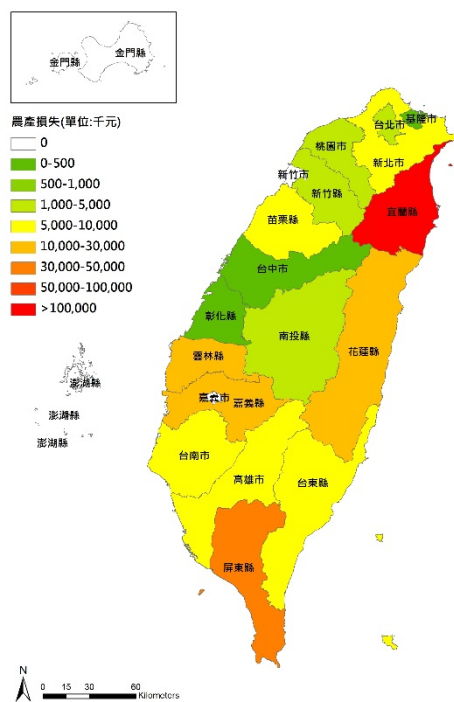 金門縣
金門縣
農產損失(單位:千元)
0
0-500
500-1,000
1,000-5,000
5,000-10,000
10,000-30,000
30,000-50,000
50,000-100,000
>100,000
台北市
基隆市
桃園市
新北市
新竹市
新竹縣
宜蘭縣
苗栗縣
台中市
彰化縣
南投縣
花蓮縣
雲林縣
嘉義市
嘉義縣
澎湖縣
澎湖縣
澎湖縣
台南市
高雄市
台東縣
屏東縣
N
0 15 30 60
Kilometers